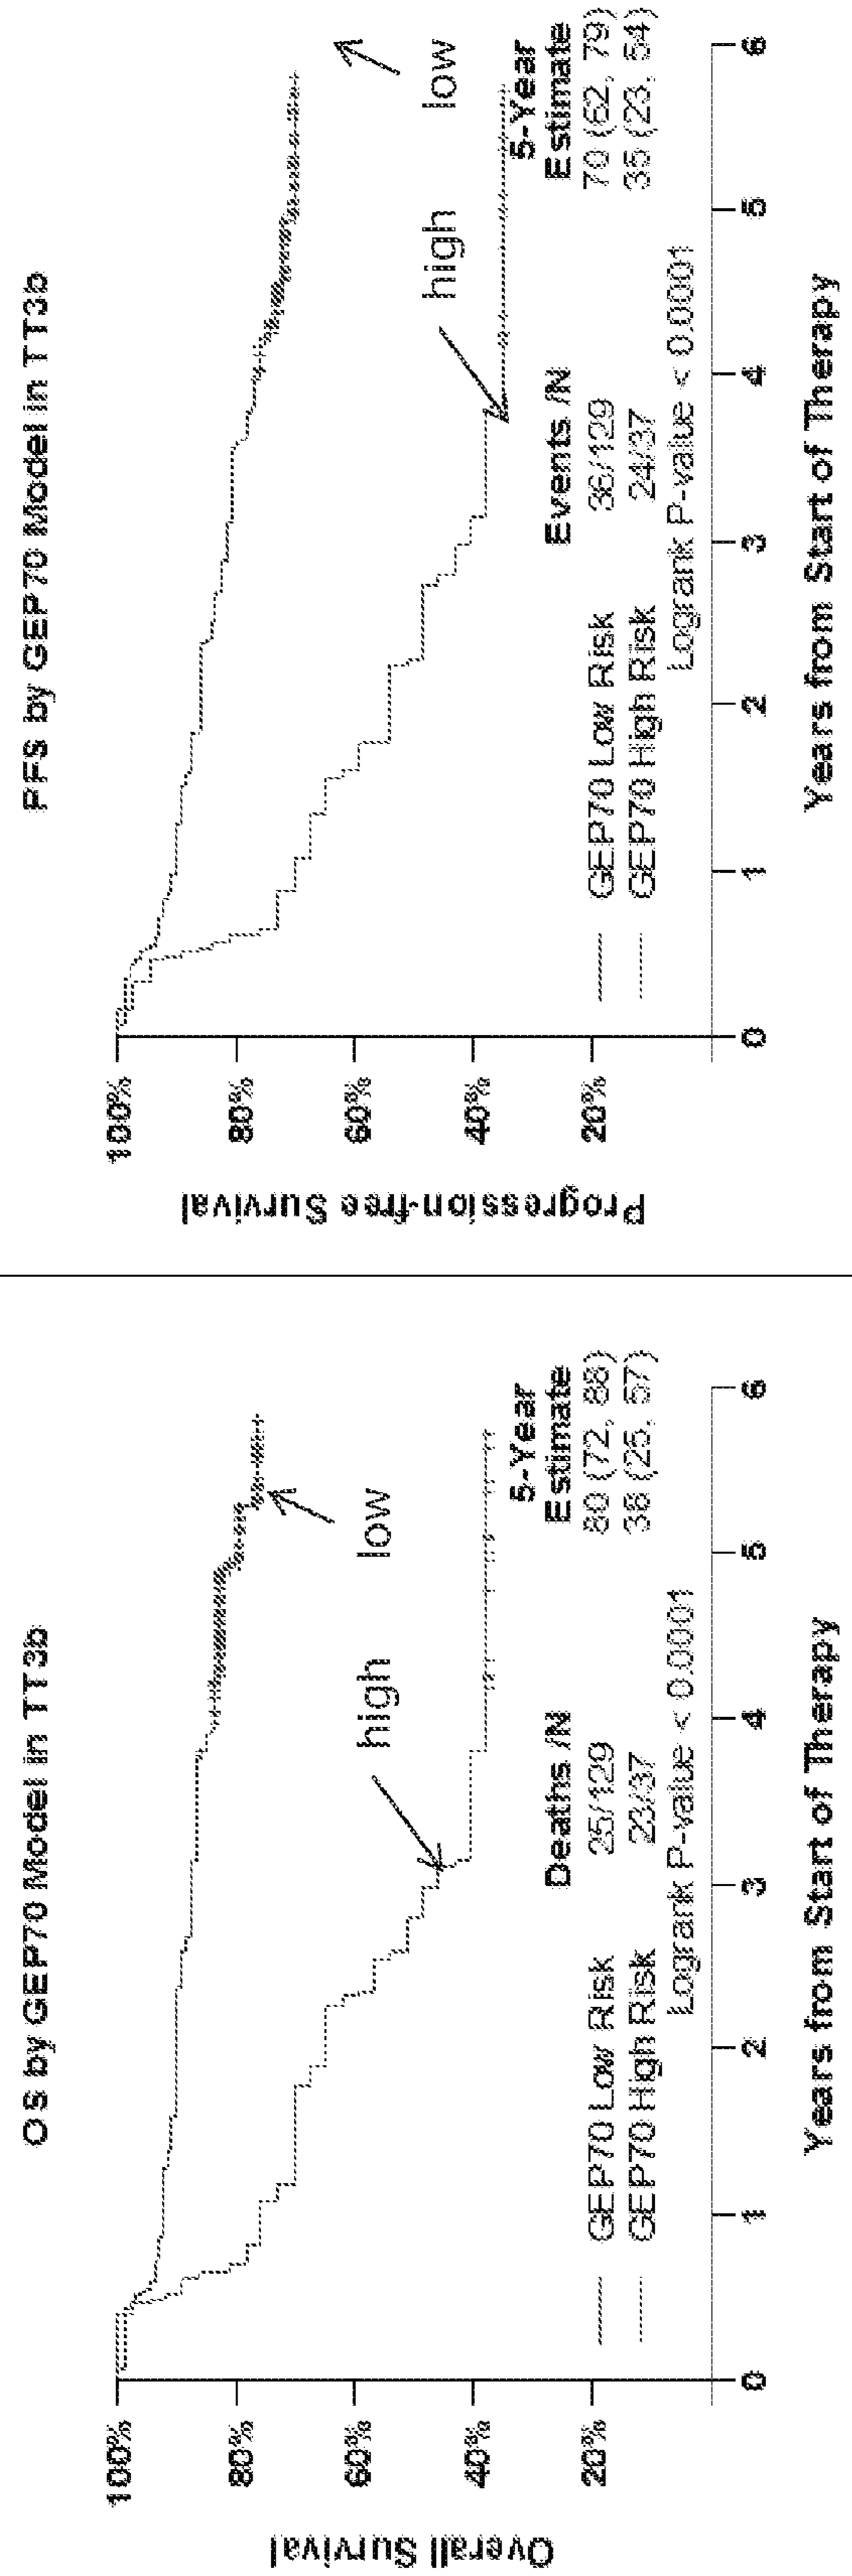 OS by GEP70 Model in TT3b
Overall Survival
100%
80%
60%
40%
20%
high
low
Deaths / N
5-Year Estimate
GEP70 Low Risk 25/129 80 (72, 88)
GEP70 High Risk 23/37 38 (25, 57)
Logrank P-value < 0.0001
0 1 2 3 4 5 6
Years from Start of Therapy
PFS by GEP70 Model in TT3b
Progression-free Survival
100%
80%
60%
40%
20%
high
low
Events / N
5-Year Estimate
GEP70 Low Risk 36/129 70 (62, 79)
GEP70 High Risk 24/37 35 (23, 54)
Logrank P-value < 0.0001
0 1 2 3 4 5 6
Years from Start of Therapy